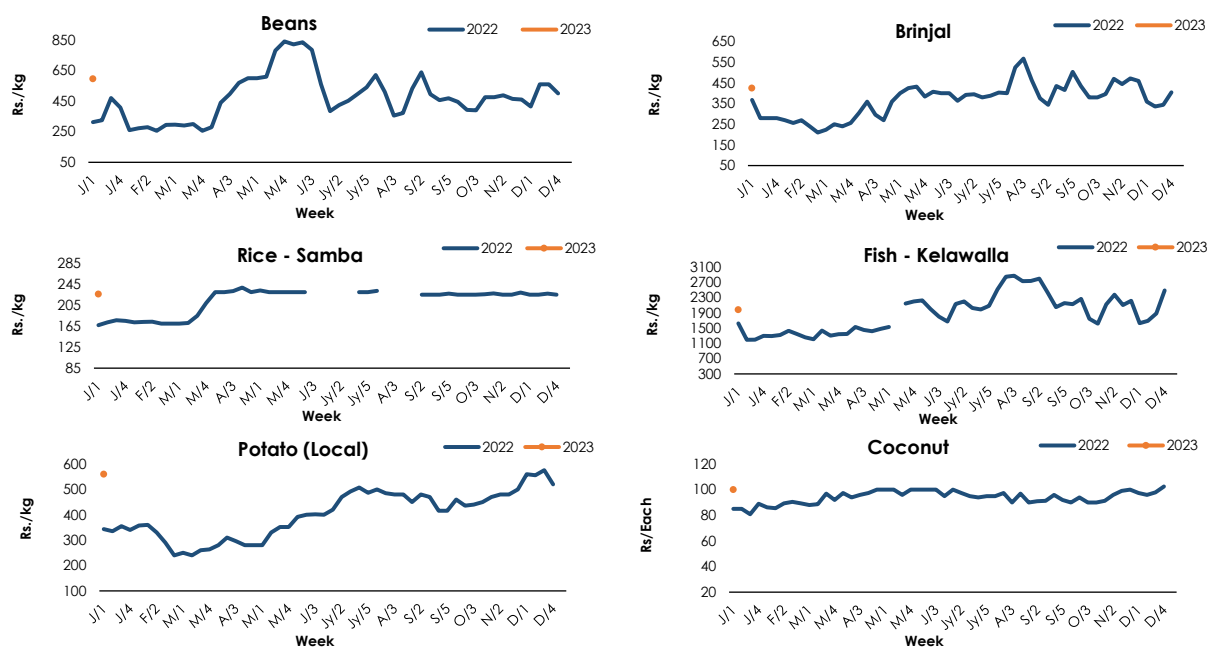 Beans
2022
2023
850
650
450
250
50
Rs./kg
J/1
J/4
F/2
M/1
M/4
A/3
M/1
M/4
J/3
Jy/2
Jy/5
A/3
S/2
S/5
O/3
N/2
D/1
D/4
Week
Brinjal
2022
2023
650
550
450
350
250
150
50
Rs./kg
J/1
J/4
F/2
M/1
M/4
A/3
M/1
M/4
J/3
Jy/2
Jy/5
A/3
S/2
S/5
O/3
N/2
D/1
D/4
Week
Rice - Samba
2022
2023
285
245
205
165
125
85
Rs./kg
J/1
J/4
F/2
M/1
M/4
A/3
M/1
M/4
J/3
Jy/2
Jy/5
A/3
S/2
S/5
O/3
N/2
D/1
D/4
Week
Fish - Kelawalla
2022
2023
3100
2700
2300
1900
1500
1100
700
300
Rs./kg
J/1
J/4
F/2
M/1
M/4
A/3
M/1
M/4
J/3
Jy/2
Jy/5
A/3
S/2
S/5
O/3
N/2
D/1
D/4
Week
Potato (Local)
2022
2023
600
500
400
300
200
100
Rs./kg
J/1
J/4
F/2
M/1
M/4
A/3
M/1
M/4
J/3
Jy/2
Jy/5
A/3
S/2
S/5
O/3
N/2
D/1
D/4
Week
Coconut
2022
2023
120
100
80
60
40
20
Rs/Each
J/1
J/4
F/2
M/1
M/4
A/3
M/1
M/4
J/3
Jy/2
Jy/5
A/3
S/2
S/5
O/3
N/2
D/1
D/4
Week